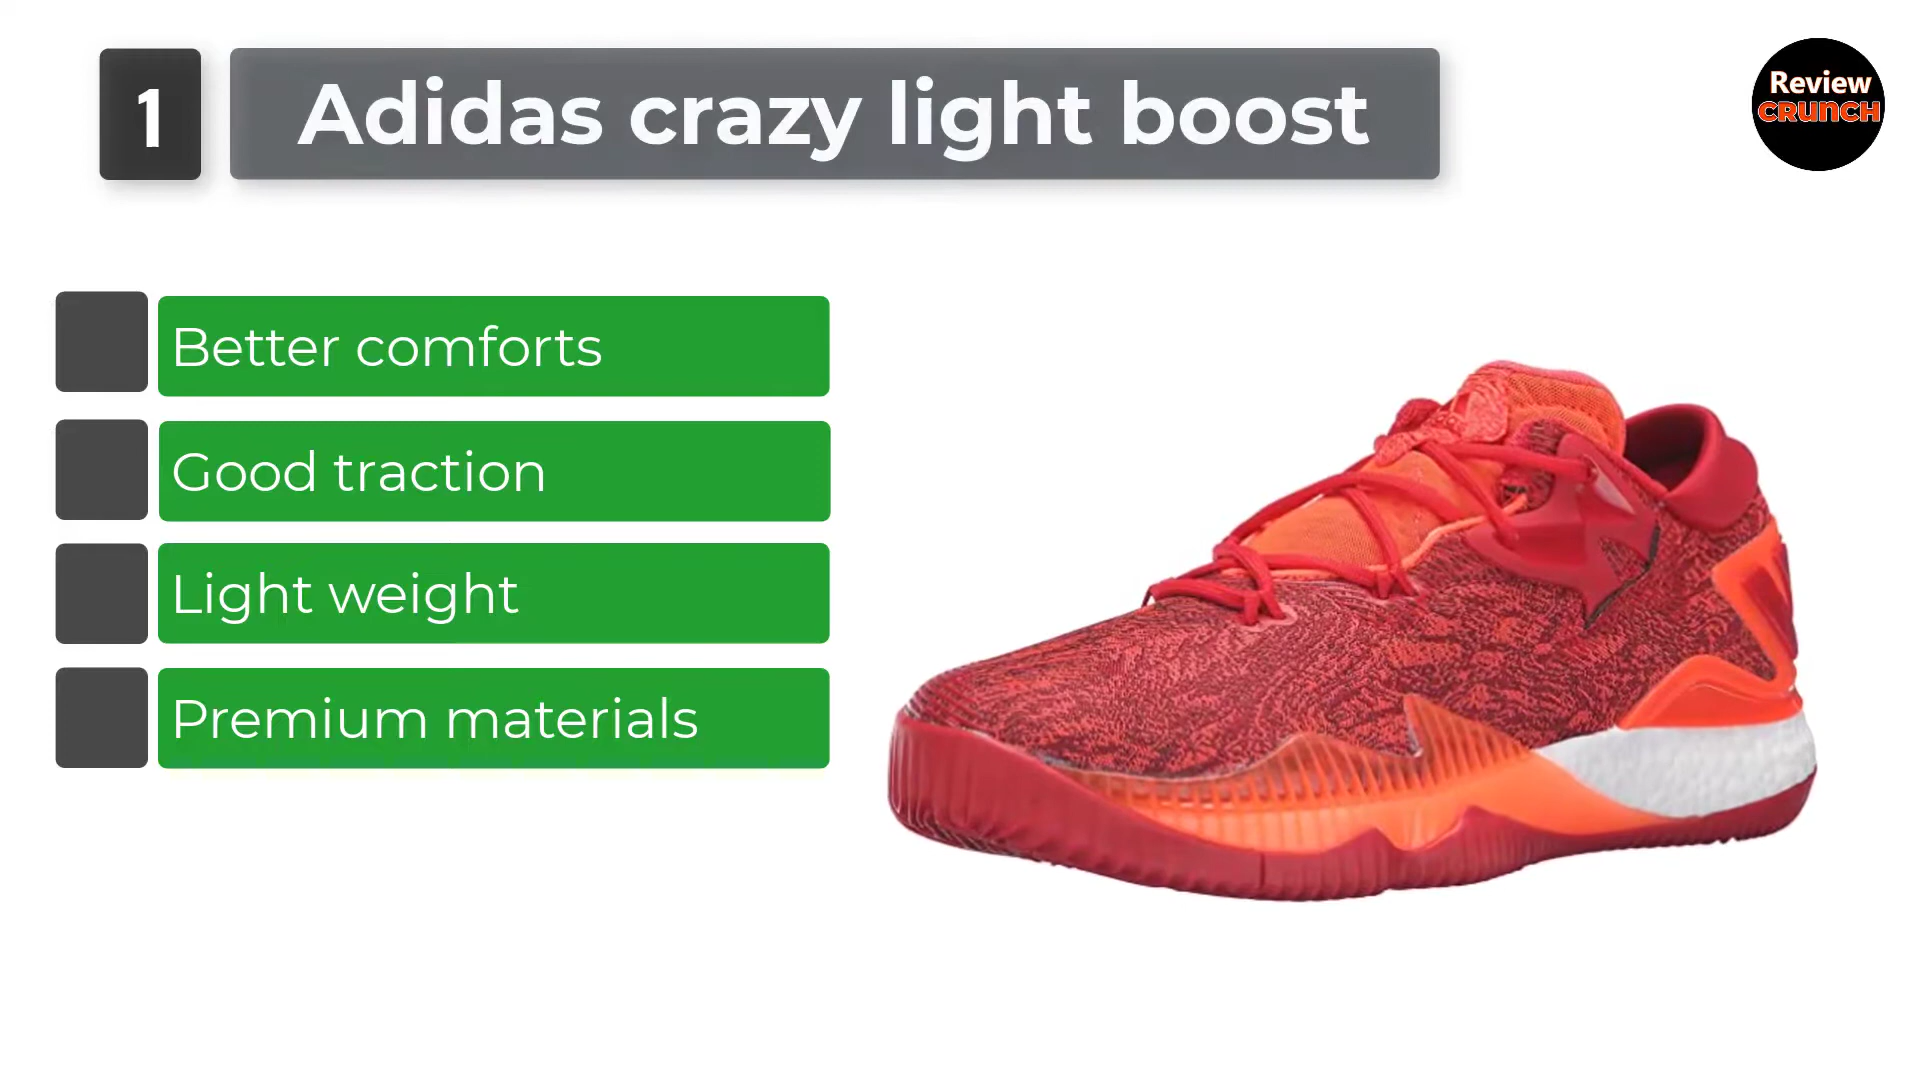 1
Adidas crazy light boost
Review
CRUNCH
Better comforts
Good traction
Light weight
Premium materials